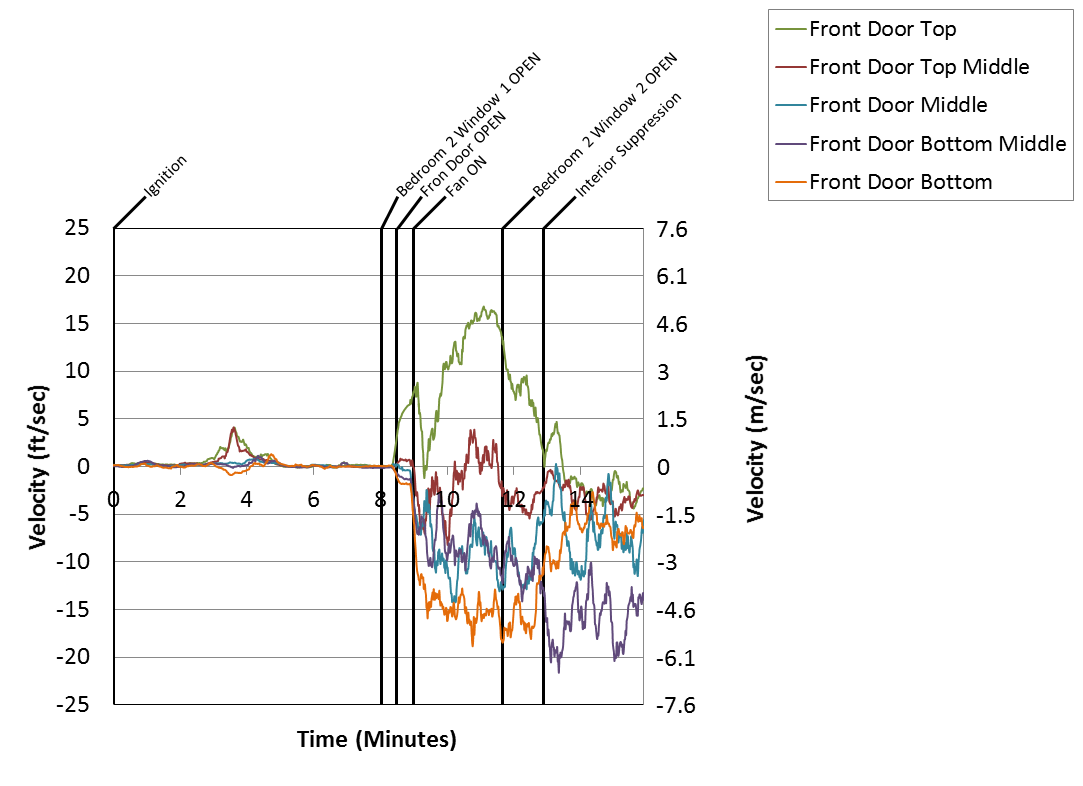 Front Door Top
Front Door Top Middle
Front Door Middle
Front Door Bottom Middle
Front Door Bottom
Ignition
Bedroom 2 Window 1 OPEN
Fron Door OPEN
Fan ON
Bedroom 2 Window 2 OPEN
Interior Suppression
25
20
15
10
5
0
-5
-10
-15
-20
-25
Velocity (ft/sec)
0 2 4 6 8 10 12 14
7.6
6.1
4.6
3
1.5
0
-1.5
-3
-4.6
-6.1
-7.6
Velocity (m/sec)
Time (Minutes)